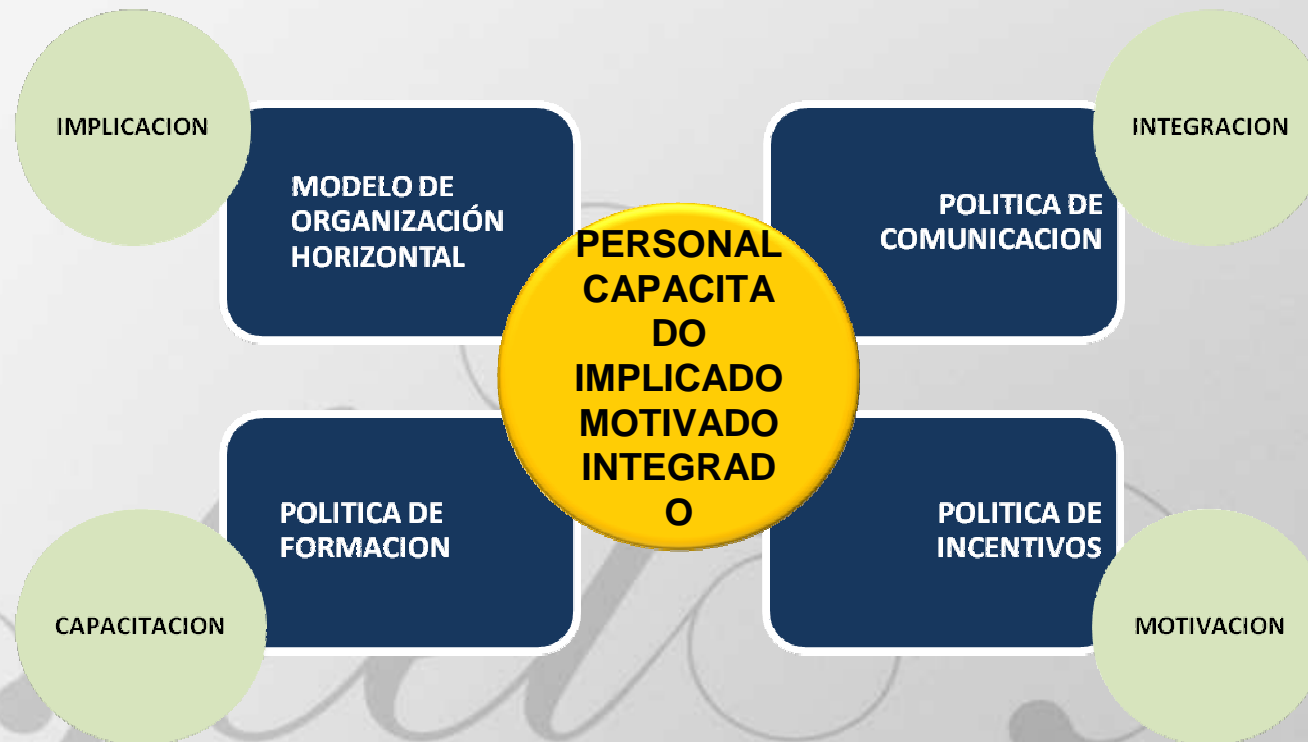 IMPLICACION
MODELO DE
ORGANIZACIÓN
HORIZONTAL
INTEGRACION
POLITICA DE
COMUNICACION
PERSONAL
CAPACITA
DO
IMPLICADO
MOTIVADO
INTEGRAD
O
POLITICA DE
FORMACION
CAPACITACION
POLITICA DE
INCENTIVOS
MOTIVACION